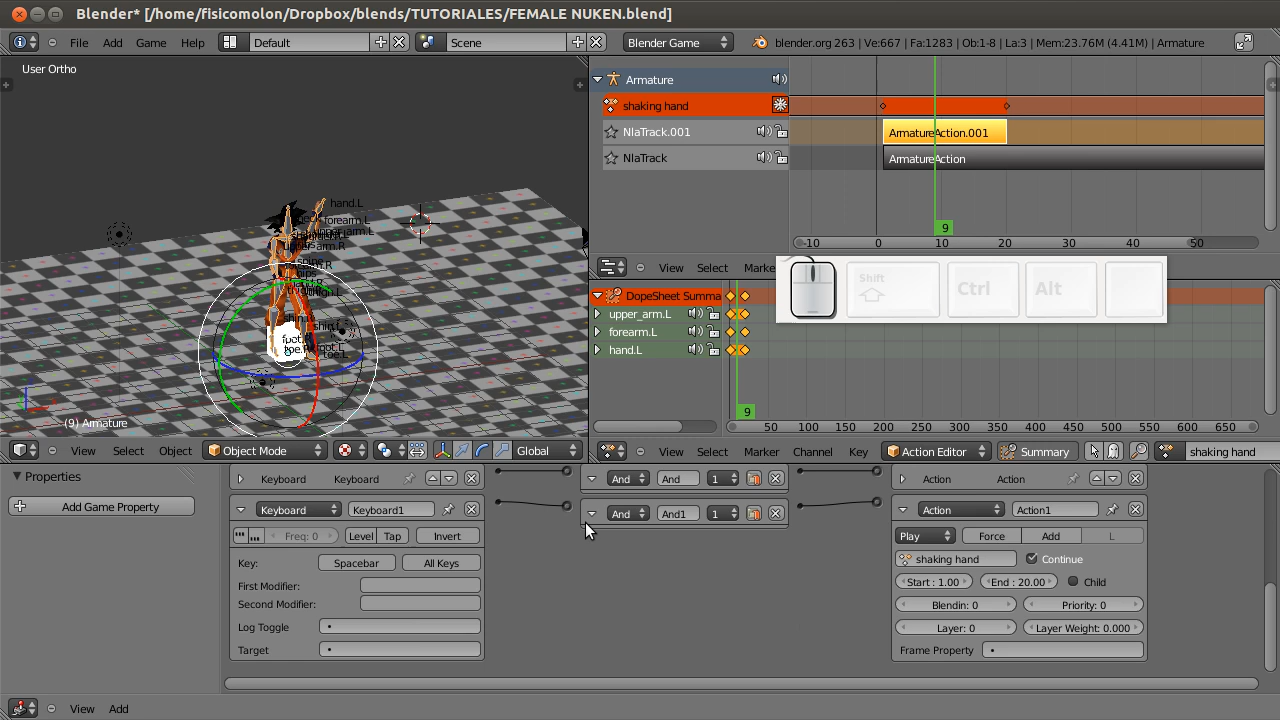 Blender* [/home/fisicomolon/Dropbox/blends/TUTORIALES/FEMALE NUKEN.blend]
File Add Game Help Default Scene Blender Game blender.org 263 | Ve:667 | Fa:1283 | Ob:1-8 | La:3 | Mem:23.76M (4.41M) | Armature
User Ortho
hand.L
forearm.L
(9) Armature
Armature
shaking hand
NlaTrack.001 ArmatureAction.001
NlaTrack ArmatureAction
9
-10 0 10 20 30 40 50
View Select Marke
Shift
Ctrl Alt
DopeSheet Summa
upper_arm.L
forearm.L
hand.L
9
50 100 150 200 250 300 350 400 450 500 550 600 650
View Select Object Object Mode Global
View Select Marker Channel Key Action Editor Summary shaking hand
Properties
Add Game Property
Keyboard Keyboard And And 1 Action Action
Keyboard Keyboard1 And And1 1 Action Action1
Freq: 0 Level Tap Invert
Key: Spacebar All Keys
First Modifier:
Second Modifier:
Log Toggle
Target
Play Force Add L
shaking hand Continue
Start : 1.00 End : 20.00 Child
Blendin: 0 Priority: 0
Layer: 0 Layer Weight: 0.000
Frame Property
View Add